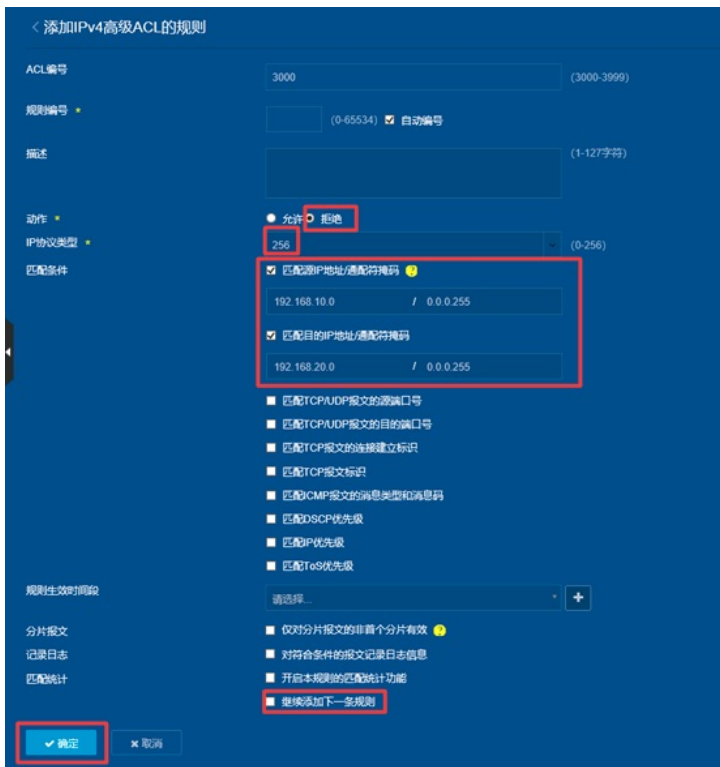 添加IPv4高级ACL的规则
ACL编号
3000 (3000-3999)
规则编号 *
(0-65534) 自动编号
描述
(1-127字符)
动作 *
允许 拒绝
IP协议类型 *
256 (0-256)
匹配条件
匹配源IP地址/通配符掩码 ?
192.168.10.0 / 0.0.0.255
匹配目的IP地址/通配符掩码
192.168.20.0 / 0.0.0.255
匹配TCP/UDP报文的源端口号
匹配TCP/UDP报文的目的端口号
匹配TCP报文的连接建立标识
匹配TCP报文标识
匹配ICMP报文的消息类型和消息码
匹配DSCP优先级
匹配IP优先级
匹配ToS优先级
规则生效时间段
请选择...
分片报文
仅对分片报文的非首个分片有效 ?
记录日志
对符合条件的报文记录日志信息
匹配统计
开启本规则的匹配统计功能
继续添加下一条规则
确定 取消